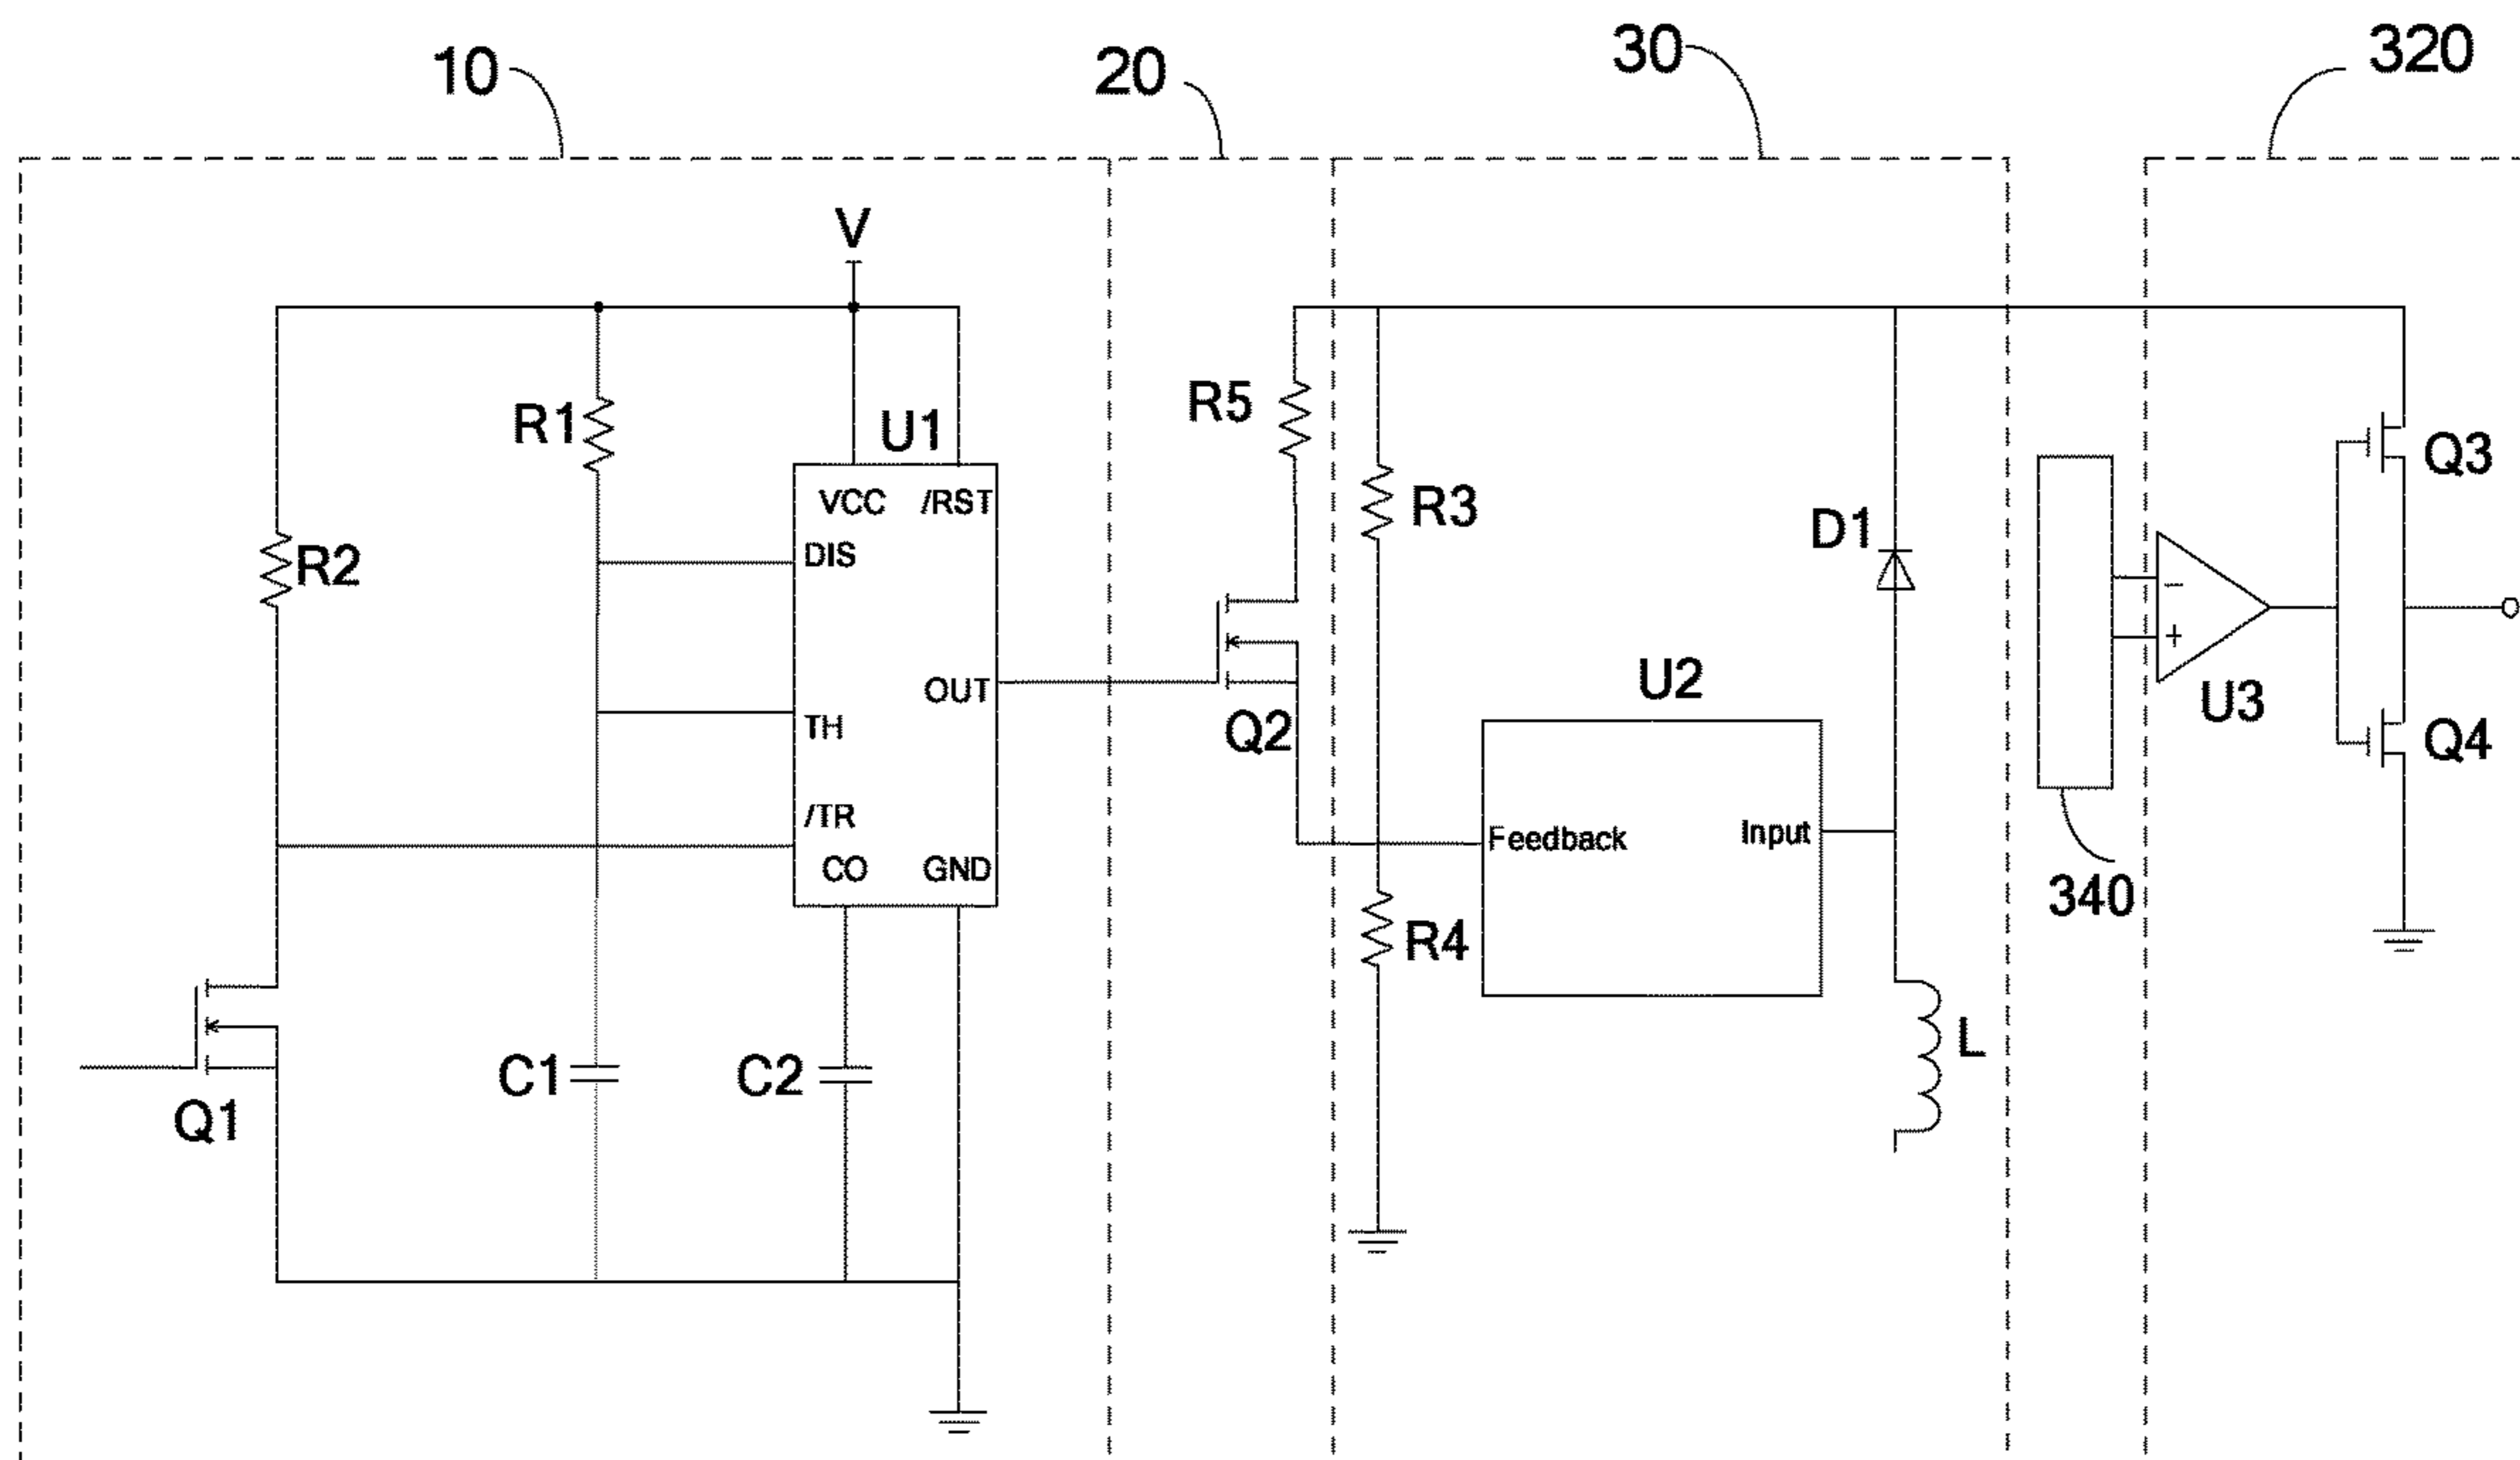 10
20
30
320
V
R1
U1
R5
R3
Q3
VCC /RST
DIS
R2
D1
OUT
TH
Q2
U2
U3
Q4
/TR
CO GND
Feedback
Input
340
R4
L
C1
C2
Q1